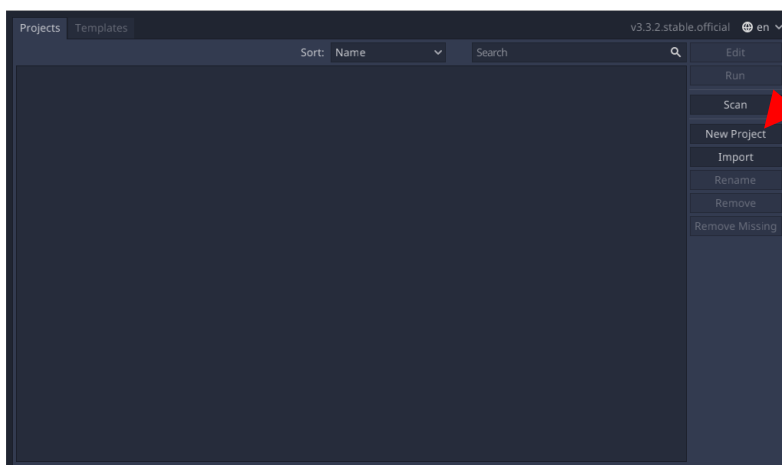 Projects Templates v3.3.2.stable.official en
Sort: Name Search Edit
Run
Scan
New Project
Import
Rename
Remove
Remove Missing